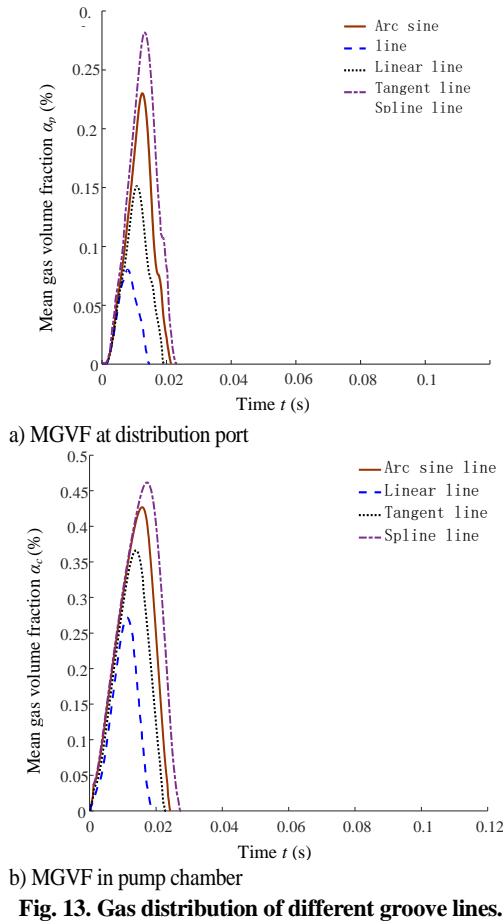 0.
0.25
0.2
0.15
0.1
0.05
0
Mean gas volume fraction αp (%)
Arc sine
line
Linear line
Tangent line
Spline line
0 0.02 0.04 0.06 0.08 0.1
Time t (s)
a) MGVF at distribution port
0.5
0.45
0.4
0.35
0.3
0.25
0.2
0.15
0.1
0.05
0
Mean gas volume fraction αc (%)
Arc sine line
Linear line
Tangent line
Spline line
0 0.02 0.04 0.06 0.08 0.1 0.12
Time t (s)
b) MGVF in pump chamber
Fig. 13. Gas distribution of different groove lines.